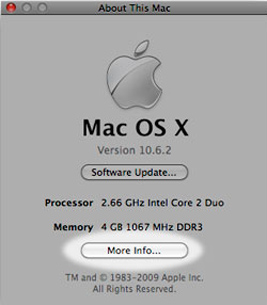 About This Mac
Mac OS X
Version 10.6.2
Software Update...
Processor 2.66 GHz Intel Core 2 Duo
Memory 4 GB 1067 MHz DDR3
More Info...
TM and © 1983-2009 Apple Inc.
All Rights Reserved.